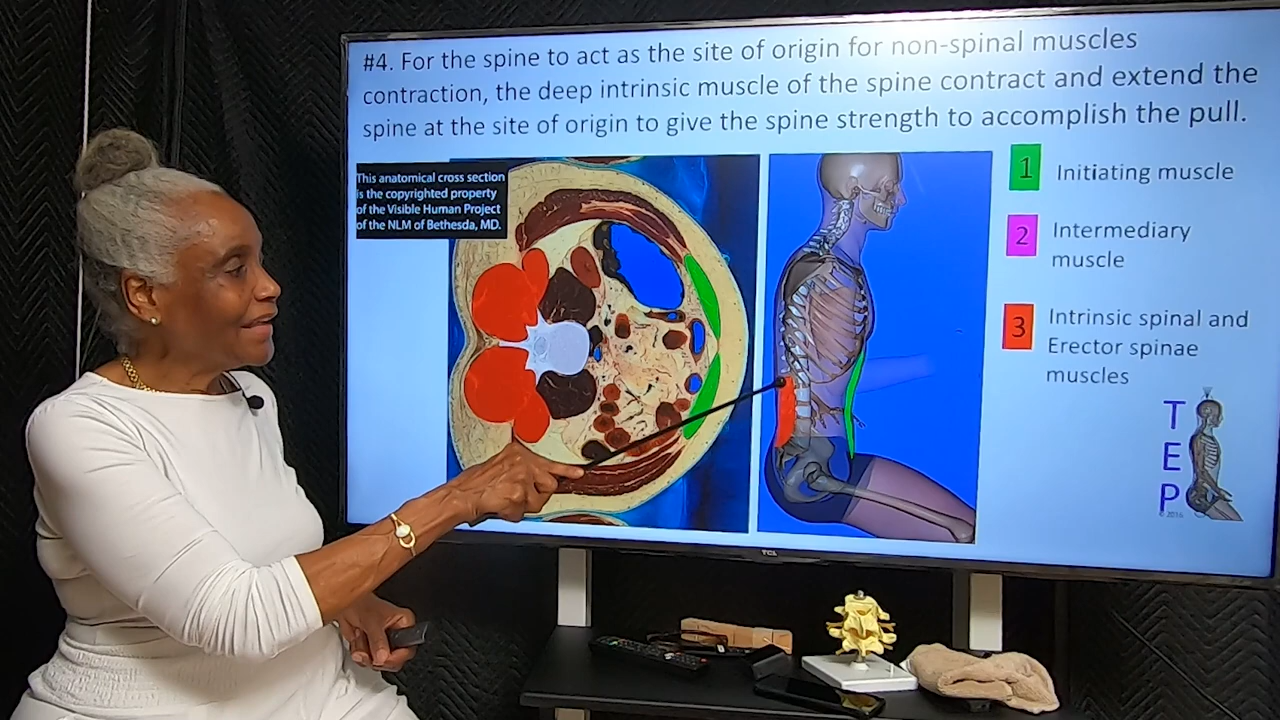 #4. For the spine to act as the site of origin for non-spinal muscles
contraction, the deep intrinsic muscle of the spine contract and extend the
spine at the site of origin to give the spine strength to accomplish the pull.
This anatomical cross section
is the copyrighted property
of the Visible Human Project
of the NLM of Bethesda, MD.
1 Initiating muscle
2 Intermediary
muscle
3 Intrinsic spinal and
Erector spinae
muscles
T
E
P
TCL